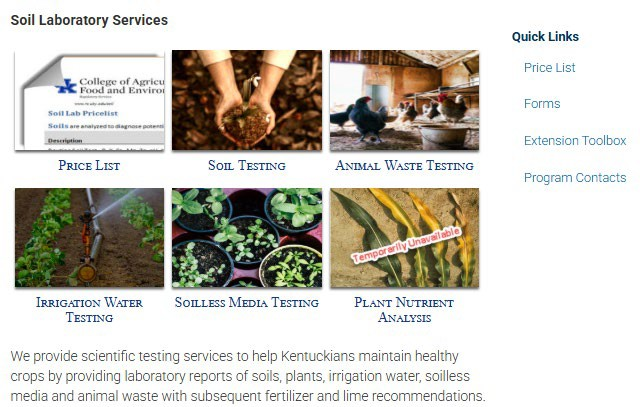 Soil Laboratory Services
College of Agricu
Food and Environ
Regulatory Services
Soil Lab Pricelist
Soils are analyzed to diagnose potenti
Description
PRICE LIST
SOIL TESTING
ANIMAL WASTE TESTING
Temporarily Unavailable
IRRIGATION WATER
TESTING
SOILLESS MEDIA TESTING
PLANT NUTRIENT
ANALYSIS
We provide scientific testing services to help Kentuckians maintain healthy
crops by providing laboratory reports of soils, plants, irrigation water, soilless
media and animal waste with subsequent fertilizer and lime recommendations.
Quick Links
Price List
Forms
Extension Toolbox
Program Contacts